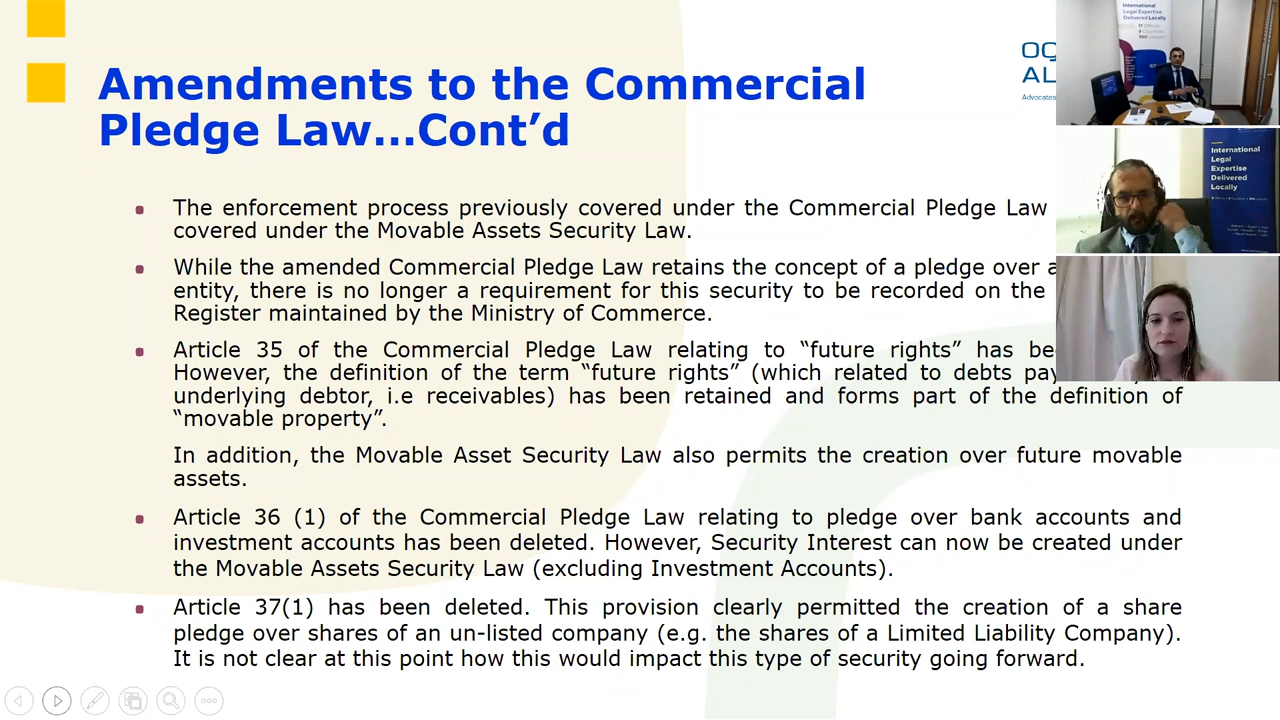 Amendments to the Commercial
Pledge Law...Cont’d
The enforcement process previously covered under the Commercial Pledge Law
covered under the Movable Assets Security Law.
While the amended Commercial Pledge Law retains the concept of a pledge over
entity, there is no longer a requirement for this security to be recorded on the
Register maintained by the Ministry of Commerce.
Article 35 of the Commercial Pledge Law relating to “future rights” has
However, the definition of the term “future rights” (which related to debts
underlying debtor, i.e receivables) has been retained and forms part of the definition of
“movable property”.
In addition, the Movable Asset Security Law also permits the creation over future movable
assets.
Article 36 (1) of the Commercial Pledge Law relating to pledge over bank accounts and
investment accounts has been deleted. However, Security Interest can now be created under
the Movable Assets Security Law (excluding Investment Accounts).
Article 37(1) has been deleted. This provision clearly permitted the creation of a share
pledge over shares of an un-listed company (e.g. the shares of a Limited Liability Company).
It is not clear at this point how this would impact this type of security going forward.
AL
Advocates
International
Legal Expertise
Delivered Locally
International
Legal
Expertise
Delivered
Locally